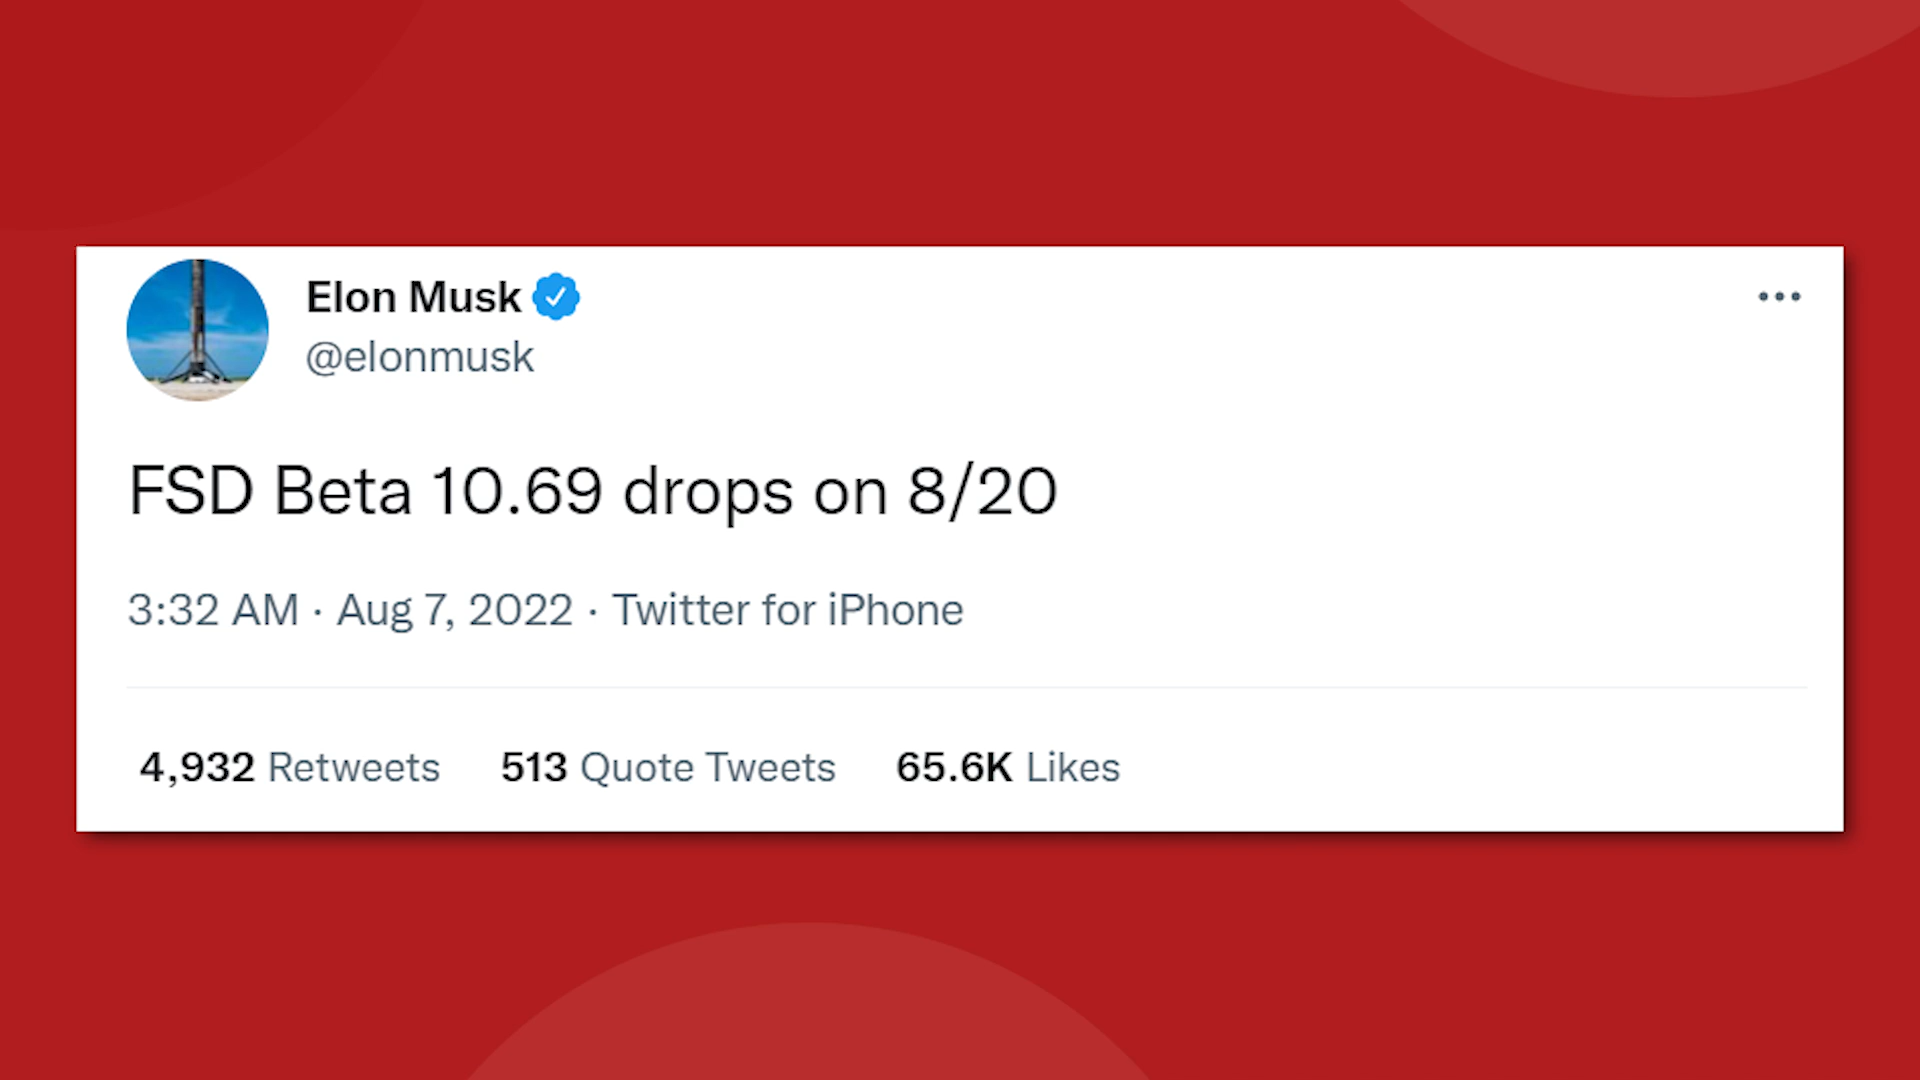 Elon Musk
@elonmusk
FSD Beta 10.69 drops on 8/20
3:32 AM · Aug 7, 2022 · Twitter for iPhone
4,932 Retweets 513 Quote Tweets 65.6K Likes